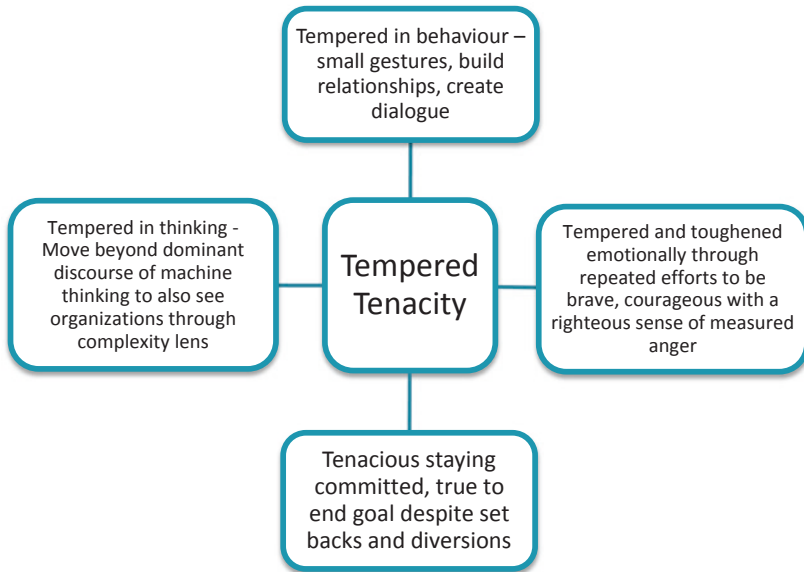 Tempered in behaviour –
small gestures, build
relationships, create
dialogue
Tempered in thinking -
Move beyond dominant
discourse of machine
thinking to also see
organizations through
complexity lens
Tempered
Tenacity
Tempered and toughened
emotionally through
repeated efforts to be
brave, courageous with a
righteous sense of measured
anger
Tenacious staying
committed, true to
end goal despite set
backs and diversions